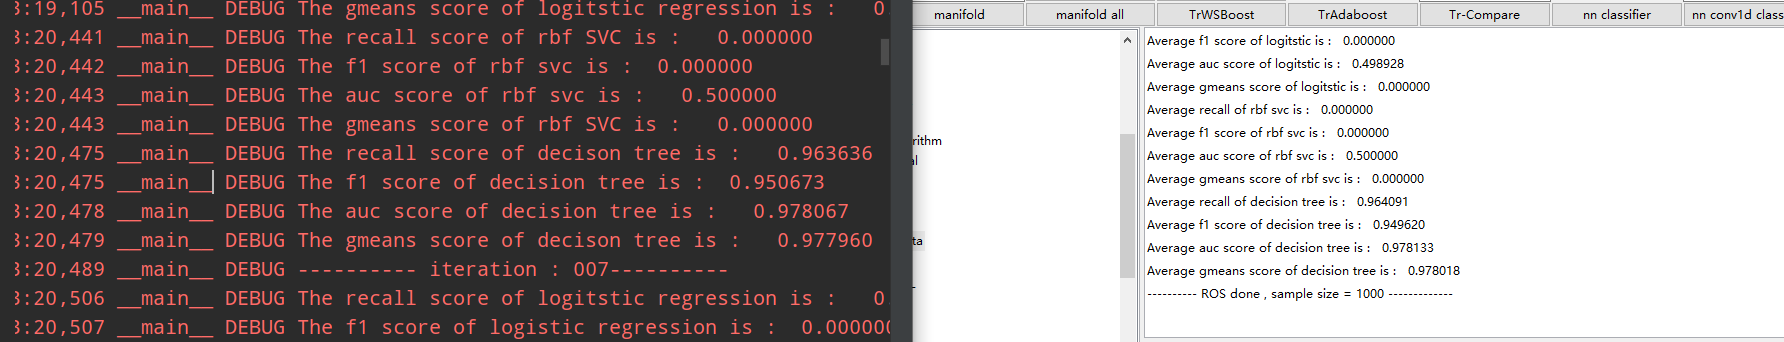 3:19,105 __main__ DEBUG The gmeans score of logitstic regression is : 0
3:20,441 __main__ DEBUG The recall score of rbf SVC is : 0.000000
3:20,442 __main__ DEBUG The f1 score of rbf svc is : 0.000000
3:20,443 __main__ DEBUG The auc score of rbf svc is : 0.500000
3:20,443 __main__ DEBUG The gmeans score of rbf SVC is : 0.000000
3:20,475 __main__ DEBUG The recall score of decison tree is : 0.963636
3:20,475 __main__ DEBUG The f1 score of decision tree is : 0.950673
3:20,478 __main__ DEBUG The auc score of decision tree is : 0.978067
3:20,479 __main__ DEBUG The gmeans score of decison tree is : 0.977960
3:20,489 __main__ DEBUG ---------- iteration : 007----------
3:20,506 __main__ DEBUG The recall score of logitstic regression is : 0
3:20,507 __main__ DEBUG The f1 score of logistic regression is : 0.000000
manifold
manifold all
TrWSBoost
TrAdaboost
Tr-Compare
nn classifier
nn conv1d class
rithm
al
ta
Average f1 score of logitstic is : 0.000000
Average auc score of logitstic is : 0.498928
Average gmeans score of logitstic is : 0.000000
Average recall of rbf svc is : 0.000000
Average f1 score of rbf svc is : 0.000000
Average auc score of rbf svc is : 0.500000
Average gmeans score of rbf svc is : 0.000000
Average recall of decision tree is : 0.964091
Average f1 score of decision tree is : 0.949620
Average auc score of decision tree is : 0.978133
Average gmeans score of decision tree is : 0.978018
---------- ROS done , sample size = 1000 -------------